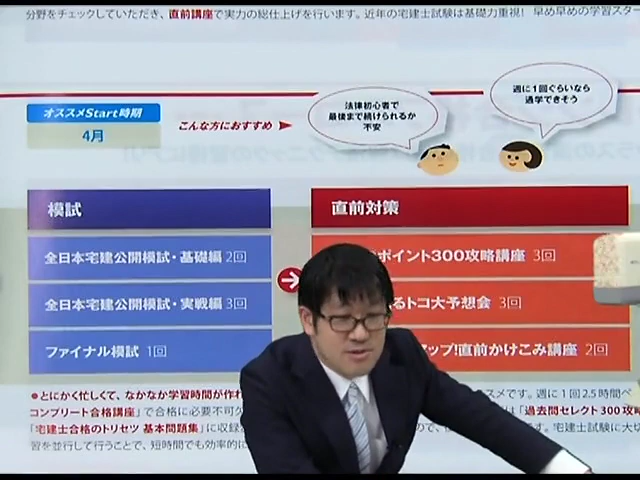 分野をチェックしていただき、直前講座で実力の総仕上げを行います。近年の宅建士試験は基礎力重視! 早め早めの学習スター
オススメStart時期
4月
こんな方におすすめ
法律初心者で
最後まで続けられるか
不安
週に1回ぐらいなら
通学できそう
模試
全日本宅建公開模試・基礎編 2回
全日本宅建公開模試・実戦編 3回
ファイナル模試 1回
直前対策
ポイント300攻略講座 3回
るトコ大予想会 3回
アップ!直前かけこみ講座 2回
●とにかく忙しくて、なかなか学習時間が作れ
スメです。週に1回2.5時間ペ
コンプリート合格講座」で合格に必要不可欠
は「過去問セレクト300攻略
「宅建士合格のトリセツ 基本問題集」に収録
宅建士試験に大切
習を並行して行うことで、短時間でも効率的に